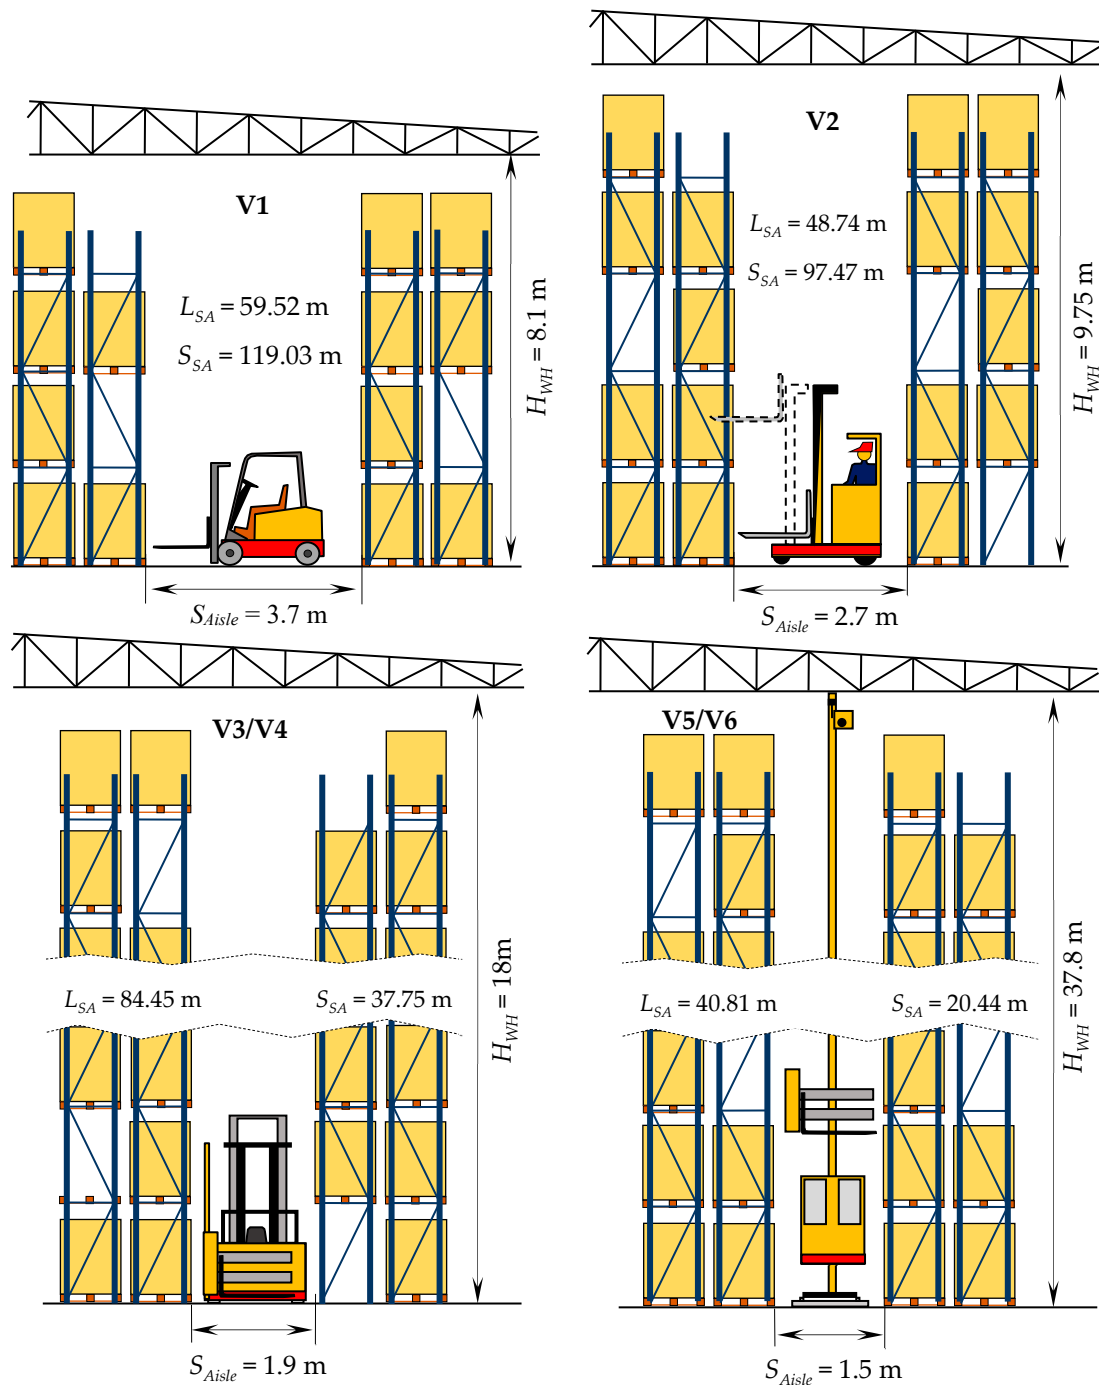 V1
L_SA = 59.52 m
S_SA = 119.03 m
H_WH = 8.1 m
S_Aisle = 3.7 m
V2
L_SA = 48.74 m
S_SA = 97.47 m
H_WH = 9.75 m
S_Aisle = 2.7 m
V3/V4
L_SA = 84.45 m
S_SA = 37.75 m
H_WH = 18m
S_Aisle = 1.9 m
V5/V6
L_SA = 40.81 m
S_SA = 20.44 m
H_WH = 37.8 m
S_Aisle = 1.5 m